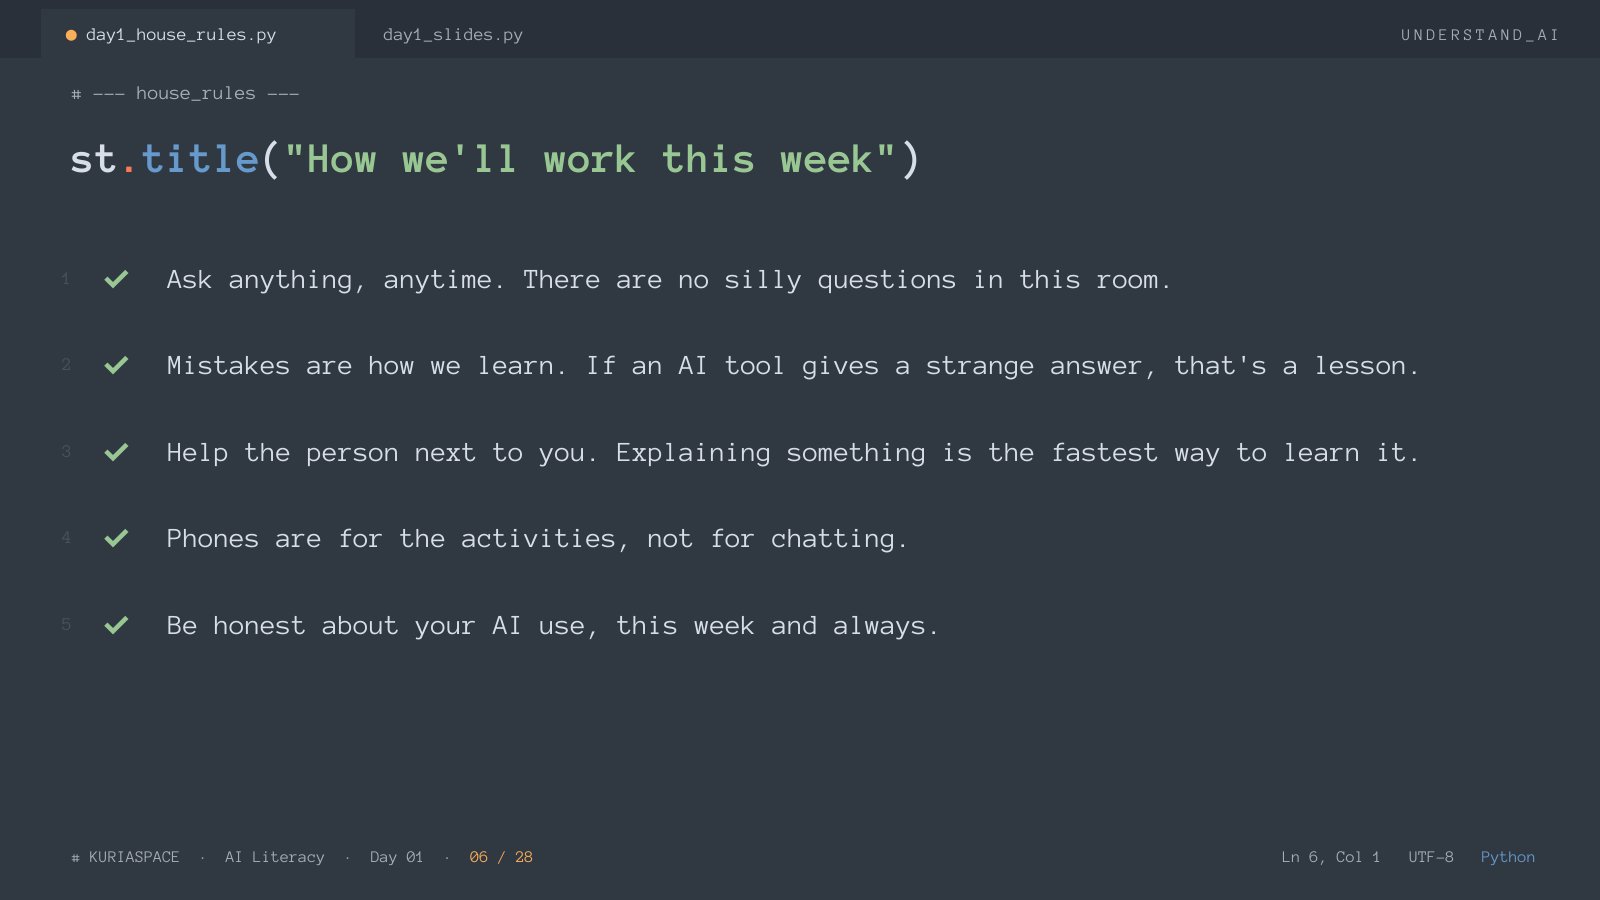 day1_house_rules.py day1_slides.py UNDERSTAND_AI
# --- house_rules ---
st.title("How we'll work this week")
1 ✓ Ask anything, anytime. There are no silly questions in this room.
2 ✓ Mistakes are how we learn. If an AI tool gives a strange answer, that's a lesson.
3 ✓ Help the person next to you. Explaining something is the fastest way to learn it.
4 ✓ Phones are for the activities, not for chatting.
5 ✓ Be honest about your AI use, this week and always.
# KURIASPACE · AI Literacy · Day 01 · 06 / 28 Ln 6, Col 1 UTF-8 Python